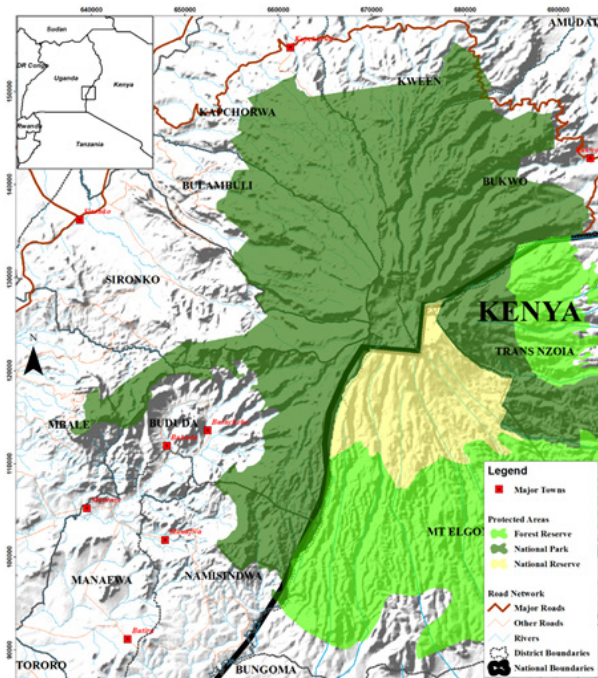 640000
650000
660000
670000
680000
690000
Sudan
DR Congo
Uganda
Kenya
Rwanda
Tanzania
AMUDAT
KWEEN
KAPCHORWA
BULAMBULI
BUKWO
SIRONKO
KENYA
TRANS NZOIA
N
MBALE
BUDUDA
MT ELGO
MANAFWA
NAMISINDWA
TORORO
BUNGOMA
150000
140000
130000
120000
110000
100000
90000
Legend
Major Towns
Protected Areas
Forest Reserve
National Park
National Reserve
Road Network
Major Roads
Other Roads
Rivers
District Boundaries
National Boundaries